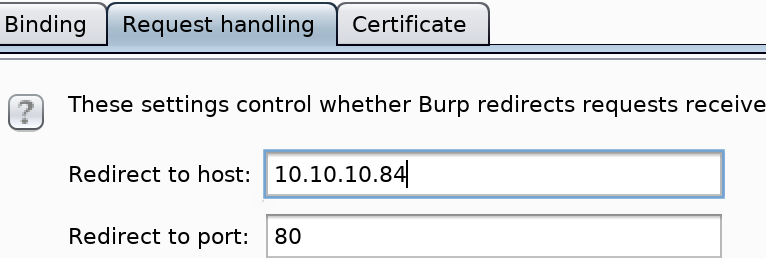 Binding Request handling Certificate
? These settings control whether Burp redirects requests receive
Redirect to host: 10.10.10.84
Redirect to port: 80